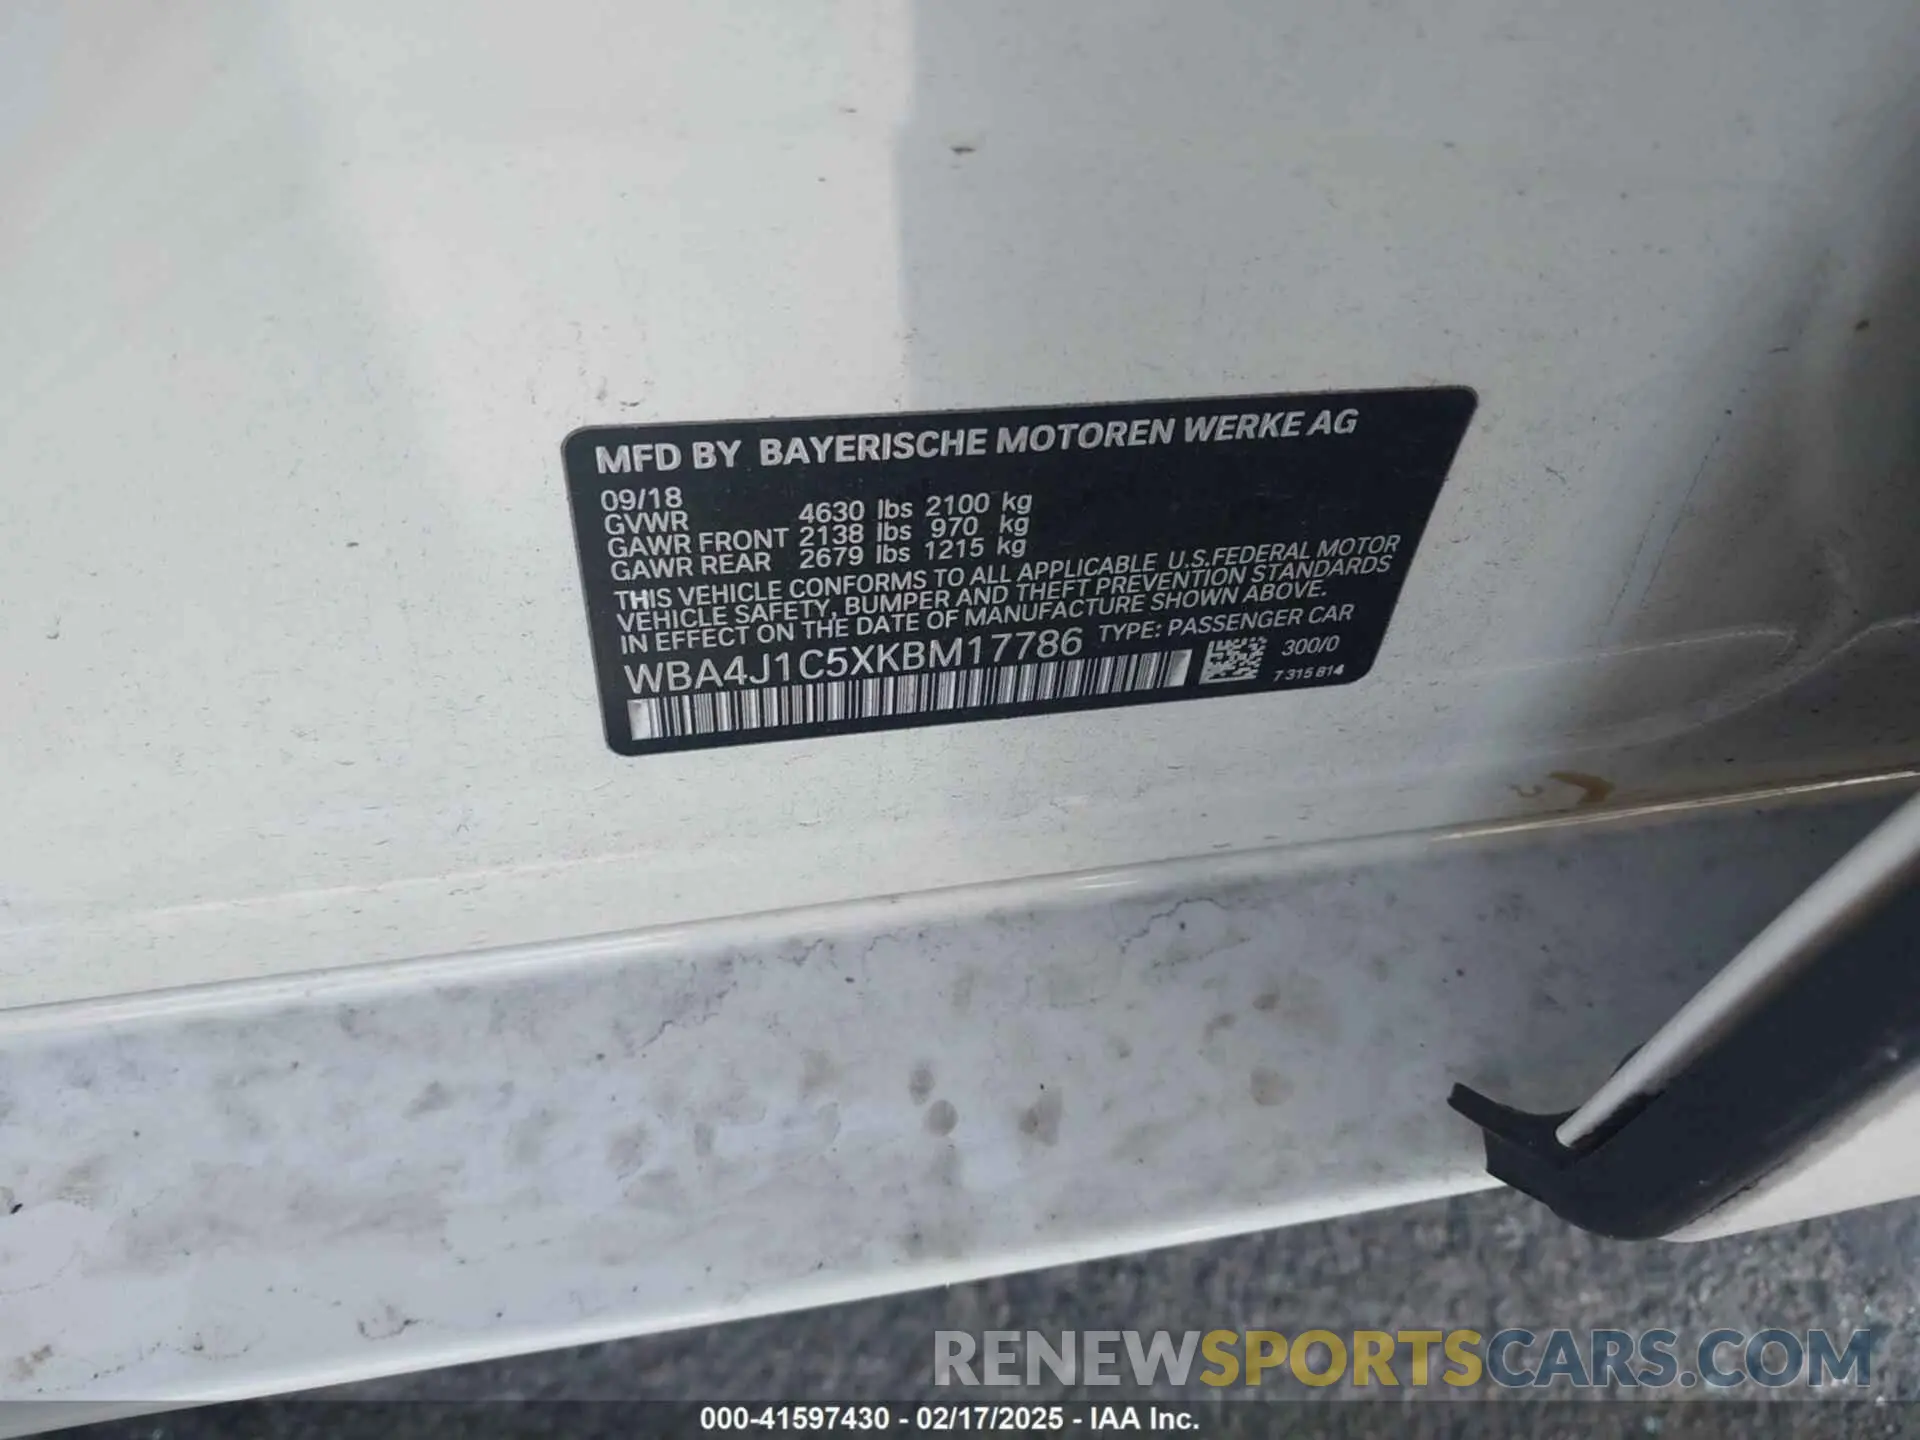 MFD BY BAYERISCHE MOTOREN WERKE AG
09/18
GVWR 4630 lbs 2100 kg
GAWR FRONT 2138 lbs 970 kg
GAWR REAR 2679 lbs 1215 kg
THIS VEHICLE CONFORMS TO ALL APPLICABLE U.S.FEDERAL MOTOR
VEHICLE SAFETY, BUMPER AND THEFT PREVENTION STANDARDS
IN EFFECT ON THE DATE OF MANUFACTURE SHOWN ABOVE.
WBA4J1C5XKBM17786 TYPE: PASSENGER CAR
300/0
7 315 814
RENEWSPORTSCARS.COM
000-41597430 - 02/17/2025 - IAA Inc.